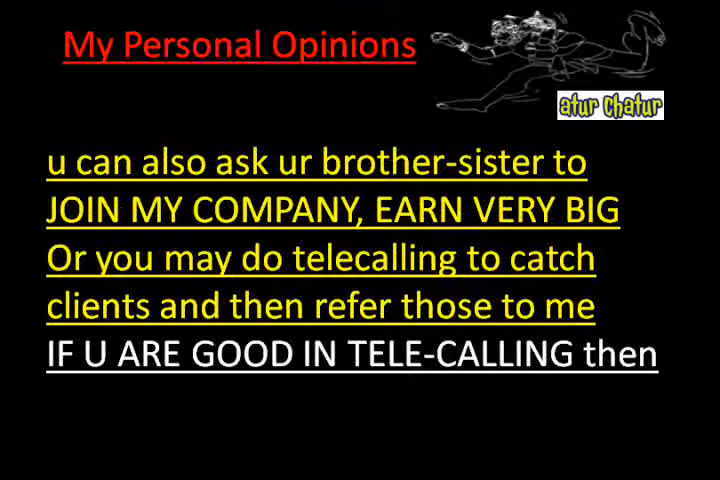 My Personal Opinions
atur chatur
u can also ask ur brother-sister to
JOIN MY COMPANY, EARN VERY BIG
Or you may do telecalling to catch
clients and then refer those to me
IF U ARE GOOD IN TELE-CALLING then